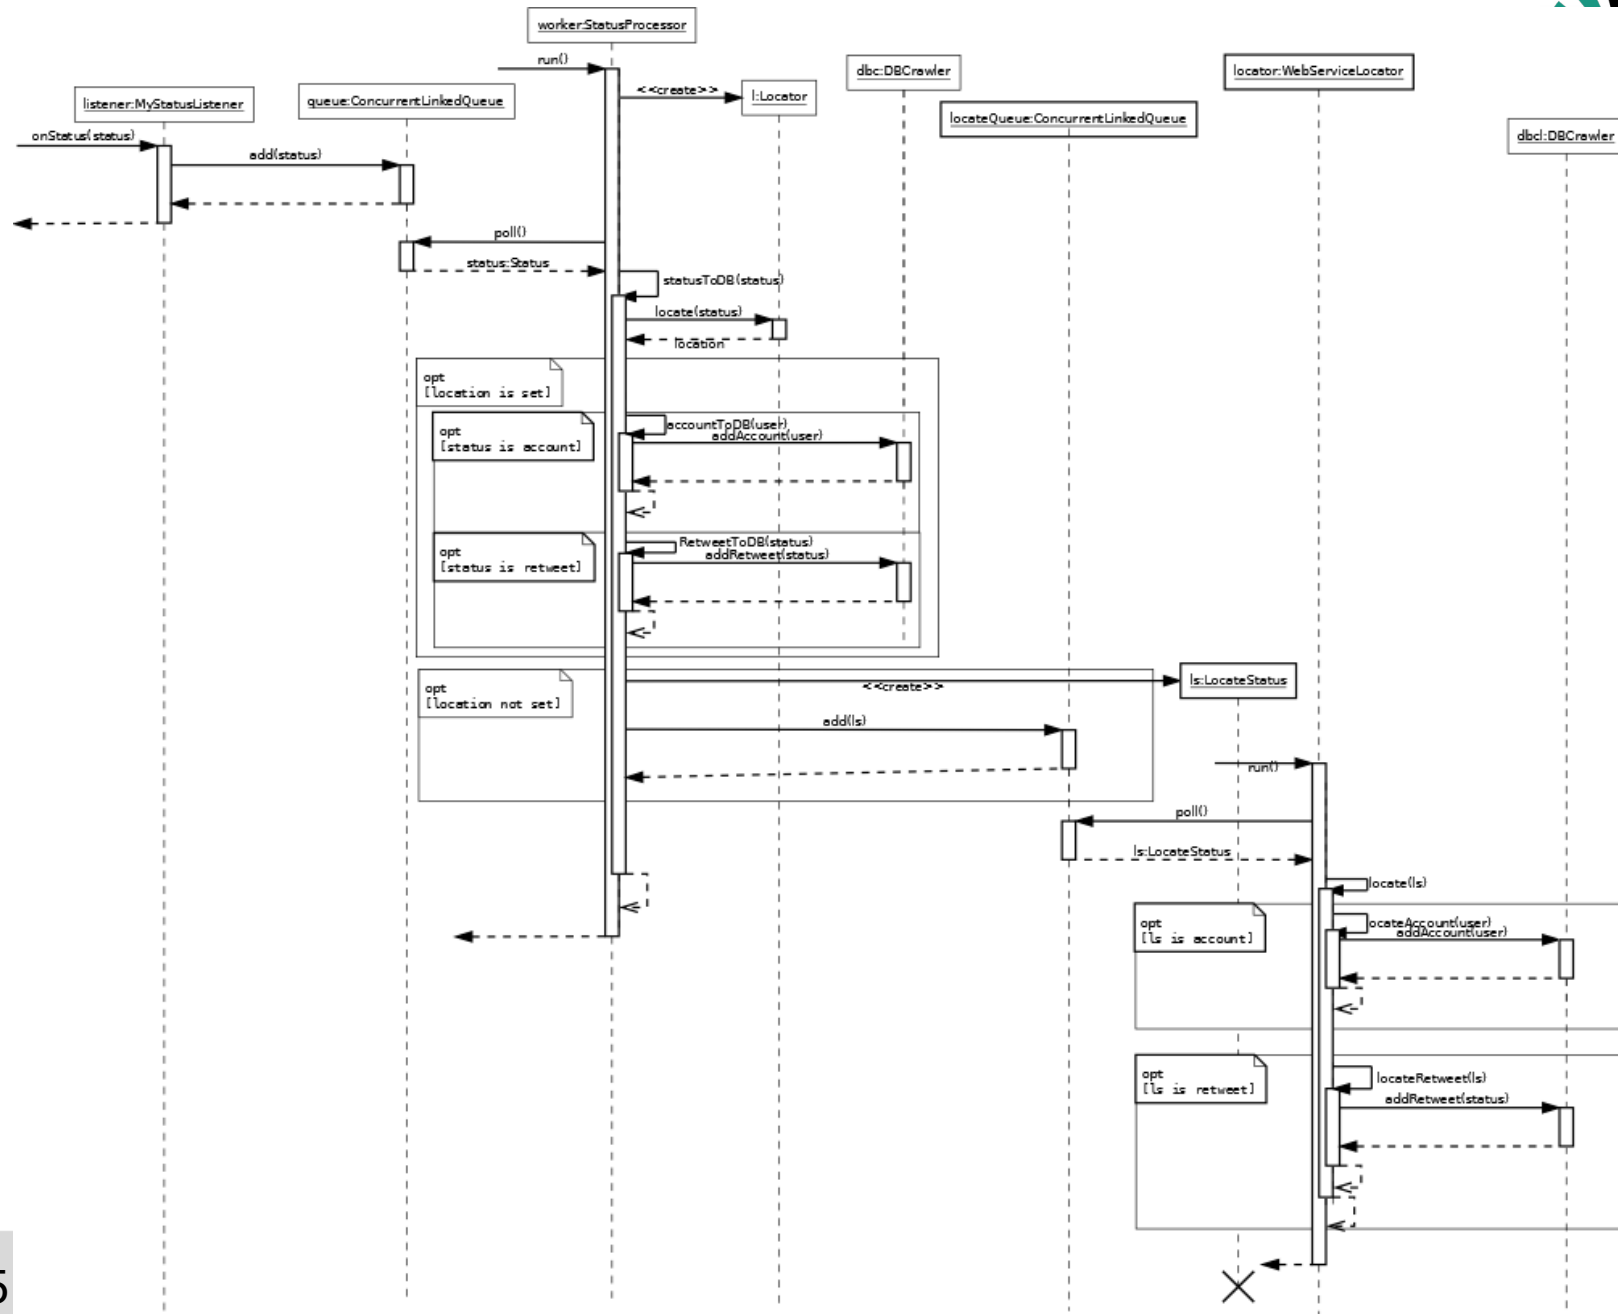 worker:StatusProcessor
run()
<<create>>
l:Locator
dbc:DBCrawler
locator:WebServiceLocator
listener:MyStatusListener
queue:ConcurrentLinkedQueue
locateQueue:ConcurrentLinkedQueue
dbcl:DBCrawler
onStatus(status)
add(status)
poll()
status:Status
statusToDB(status)
locate(status)
location
opt
[location is set]
opt
[status is account]
accountToDB(user)
addAccount(user)
opt
[status is retweet]
RetweetToDB(status)
addRetweet(status)
opt
[location not set]
<<create>>
ls:LocateStatus
add(ls)
run()
poll()
ls:LocateStatus
locate(ls)
opt
[ls is account]
ocateAccount(user)
addAccount(user)
opt
[ls is retweet]
locateRetweet(ls)
addRetweet(status)
5